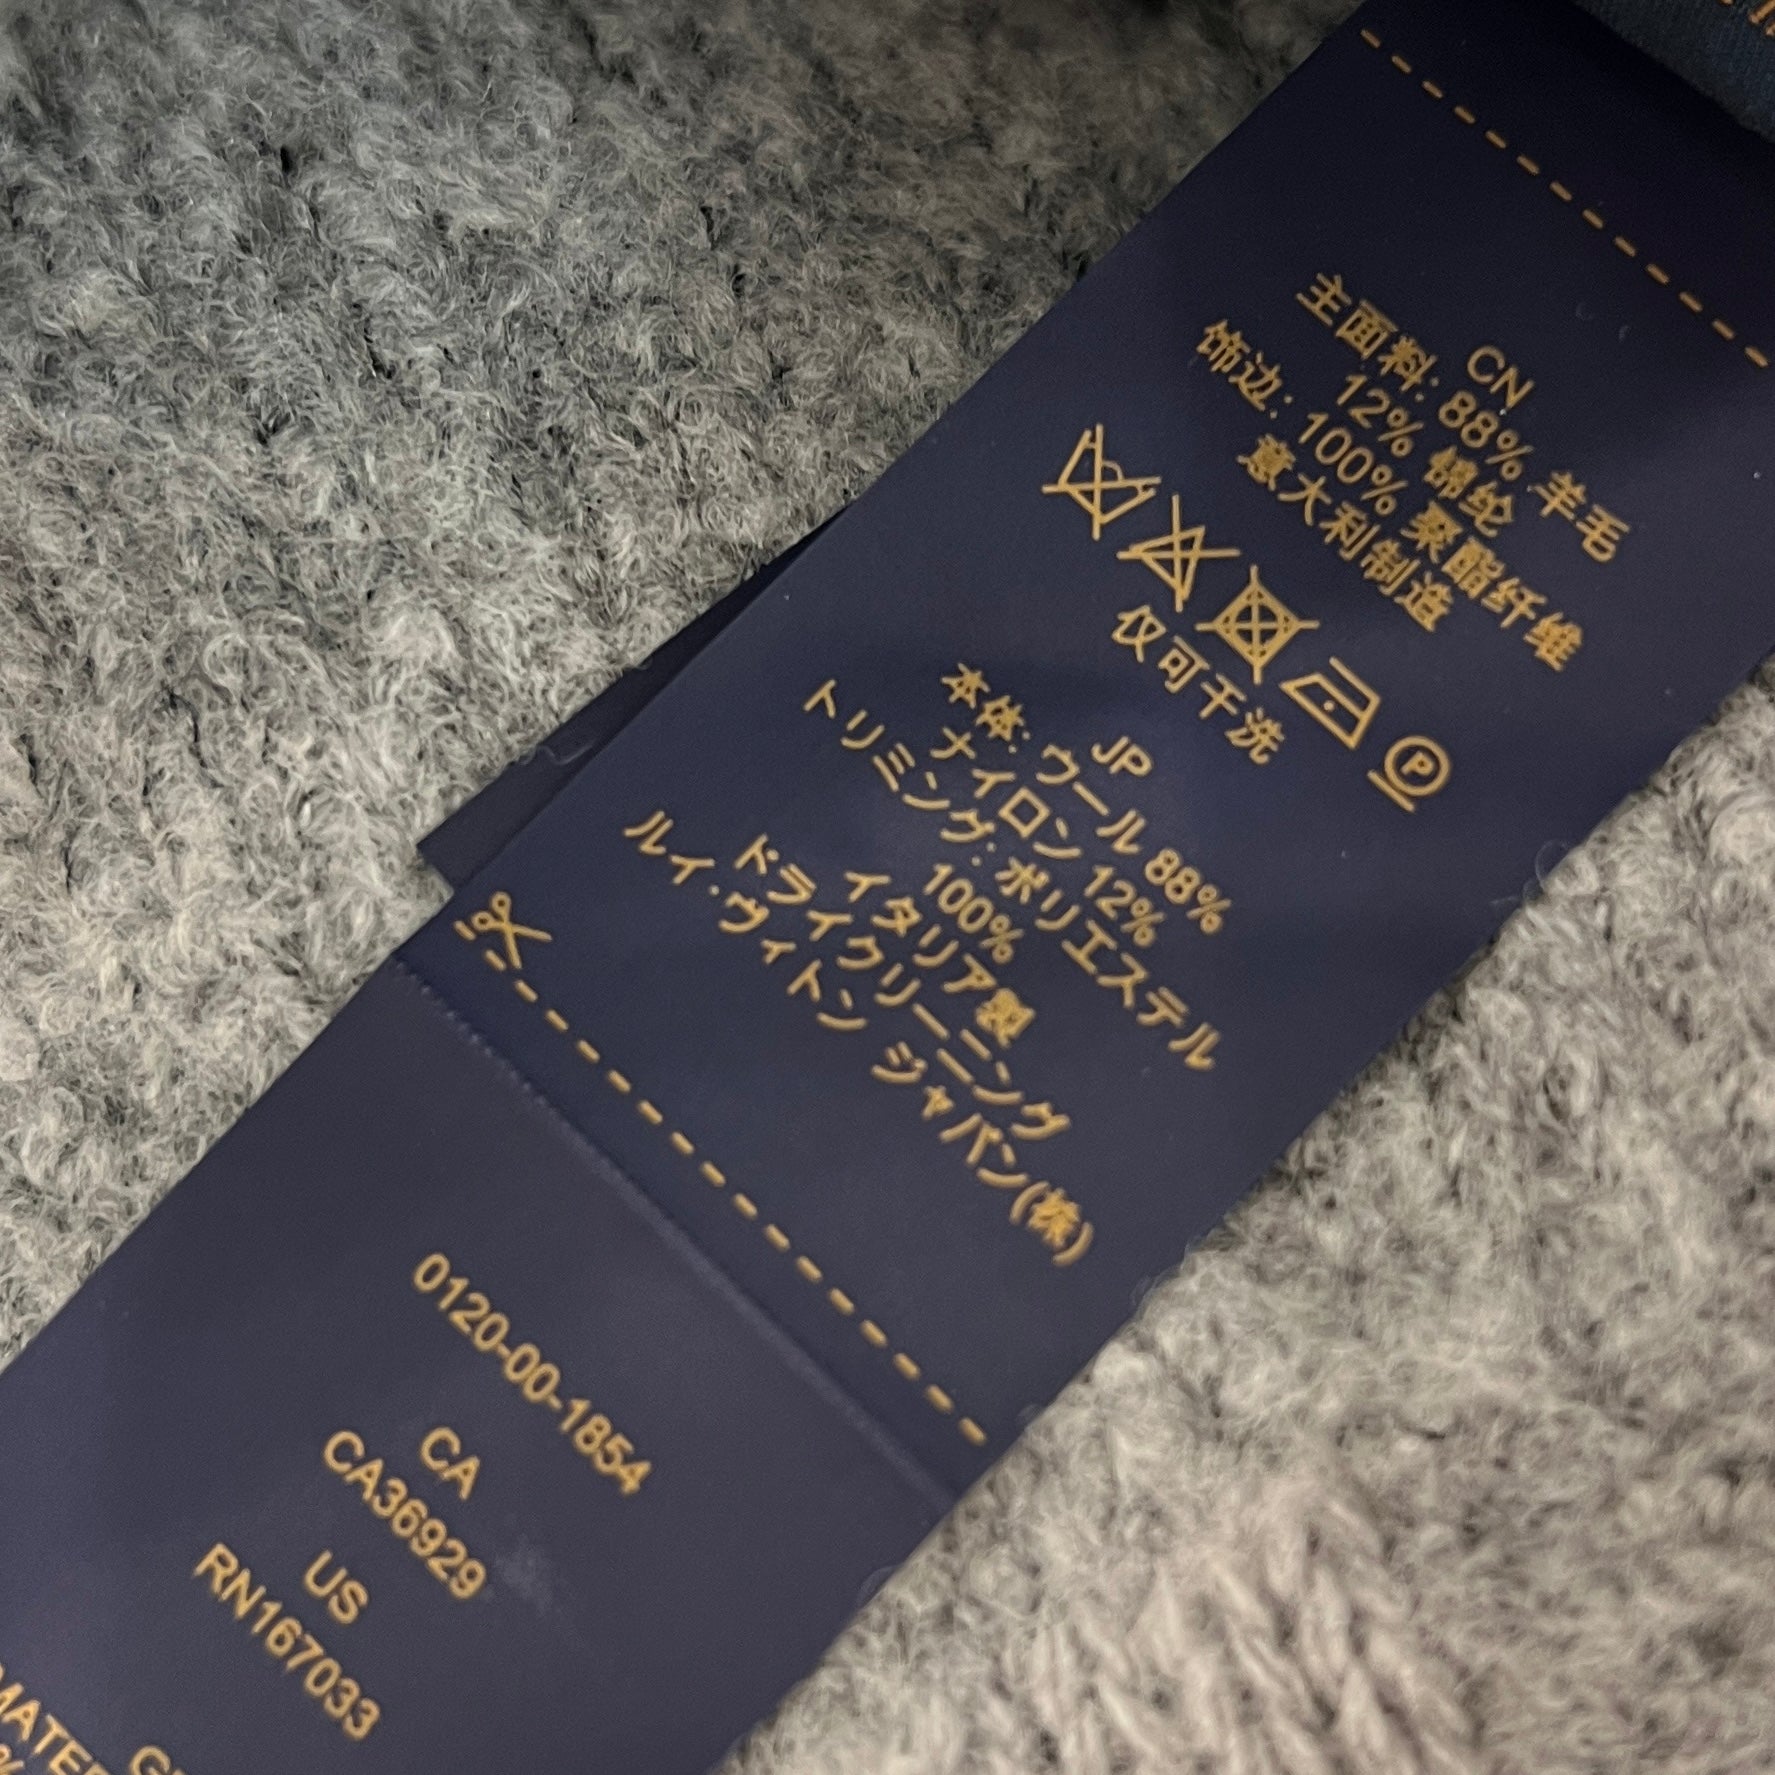 CN
主面料: 88% 羊毛
12% 锦纶
饰边: 100% 聚酯纤维
意大利制造
P
仅可干洗
JP
本体: ウール 88%
ナイロン 12%
トリミング: ポリエステル
100%
イタリア製
ドライクリーニング
ルイ・ヴィトン ジャパン(株)
0120-00-1854
CA
CA36929
US
RN167033